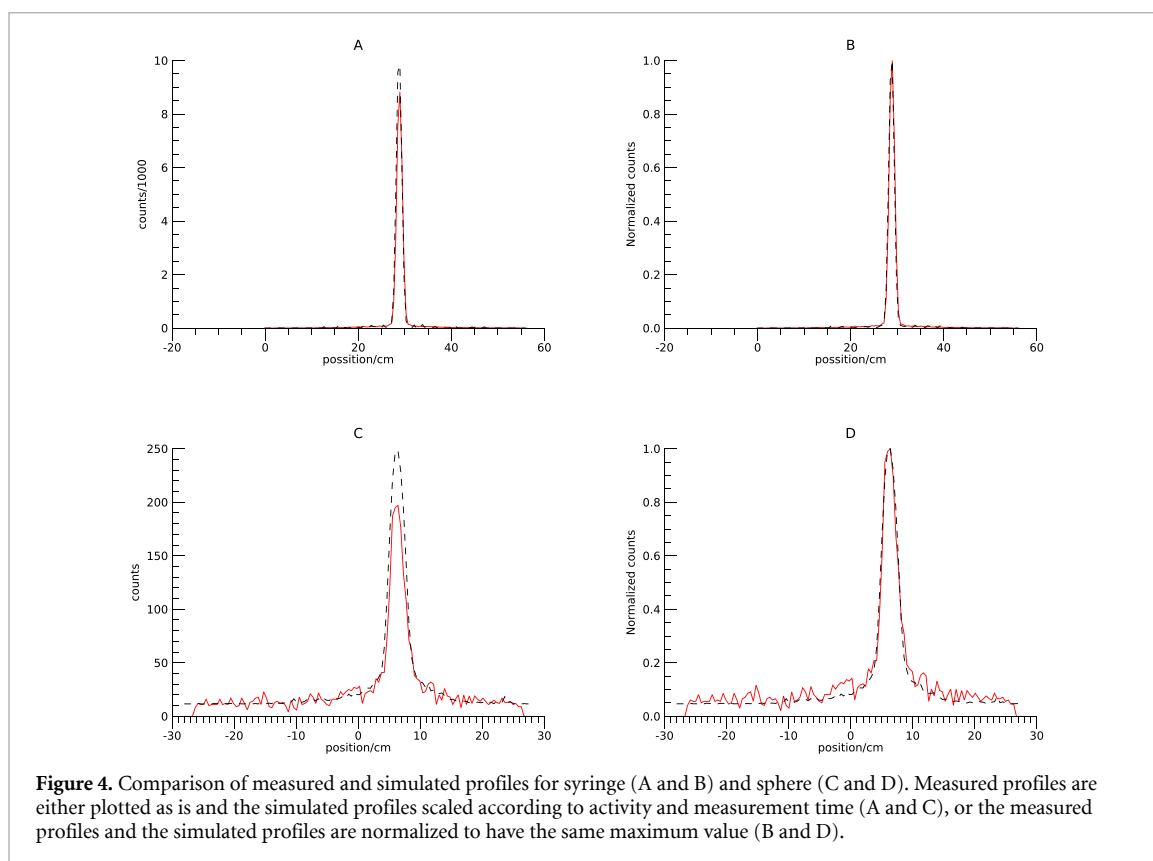 A
10
8
6
4
2
0
counts/1000
-20 0 20 40 60
possition/cm
B
1.0
0.8
0.6
0.4
0.2
0.0
Normalized counts
-20 0 20 40 60
possition/cm
C
250
200
150
100
50
0
counts
-30 -20 -10 0 10 20 30
position/cm
D
1.0
0.8
0.6
0.4
0.2
0.0
Normalized counts
-30 -20 -10 0 10 20 30
position/cm
Figure 4. Comparison of measured and simulated profiles for syringe (A and B) and sphere (C and D). Measured profiles are
either plotted as is and the simulated profiles scaled according to activity and measurement time (A and C), or the measured
profiles and the simulated profiles are normalized to have the same maximum value (B and D).